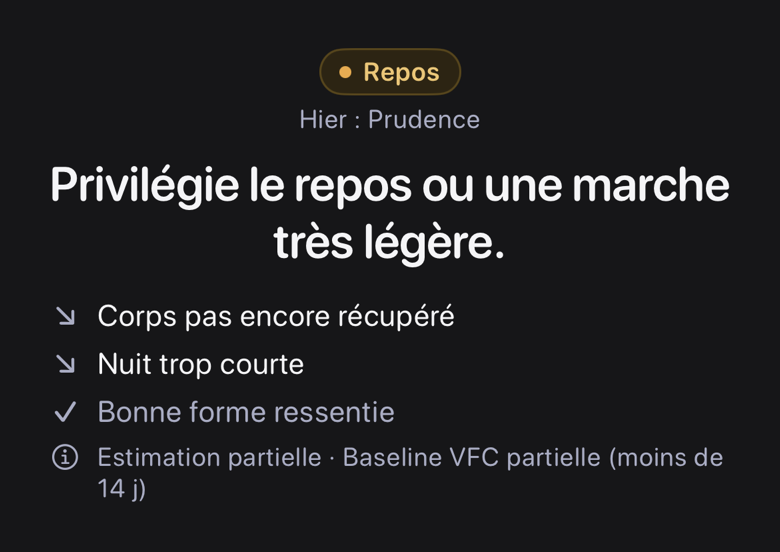 Repos
Hier : Prudence
Privilégie le repos ou une marche
très légère.
Corps pas encore récupéré
Nuit trop courte
Bonne forme ressentie
Estimation partielle · Baseline VFC partielle (moins de
14 j)